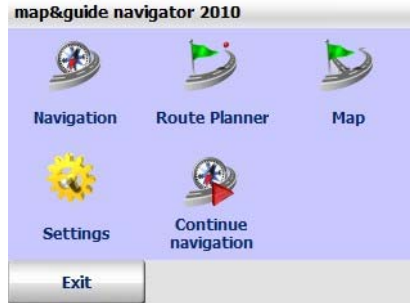 map&guide navigator 2010
Navigation
Route Planner
Map
Settings
Continue
navigation
Exit